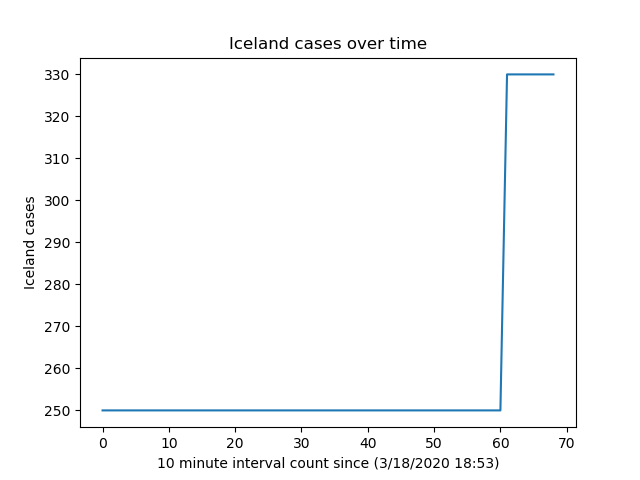 Iceland cases over time
330
320
310
300
290
280
270
260
250
Iceland cases
0 10 20 30 40 50 60 70
10 minute interval count since (3/18/2020 18:53)